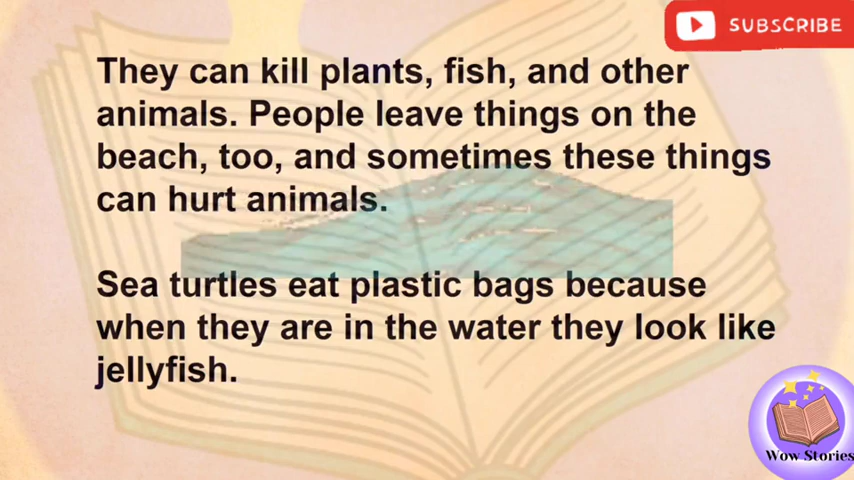 SUBSCRIBE
They can kill plants, fish, and other
animals. People leave things on the
beach, too, and sometimes these things
can hurt animals.
Sea turtles eat plastic bags because
when they are in the water they look like
jellyfish.
Wow Stories